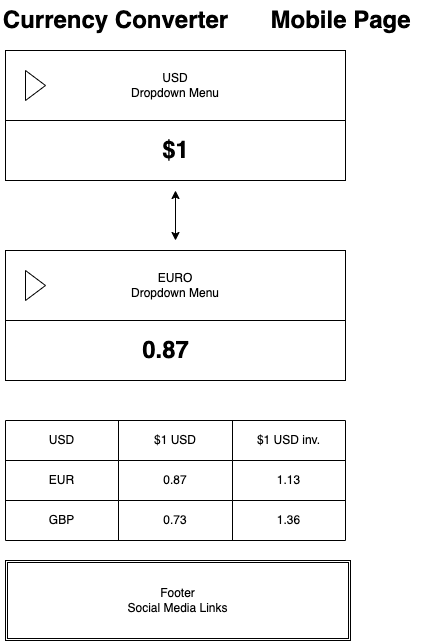 Currency Converter Mobile Page
USD
Dropdown Menu
$1
EURO
Dropdown Menu
0.87
USD $1 USD $1 USD inv.
EUR 0.87 1.13
GBP 0.73 1.36
Footer
Social Media Links